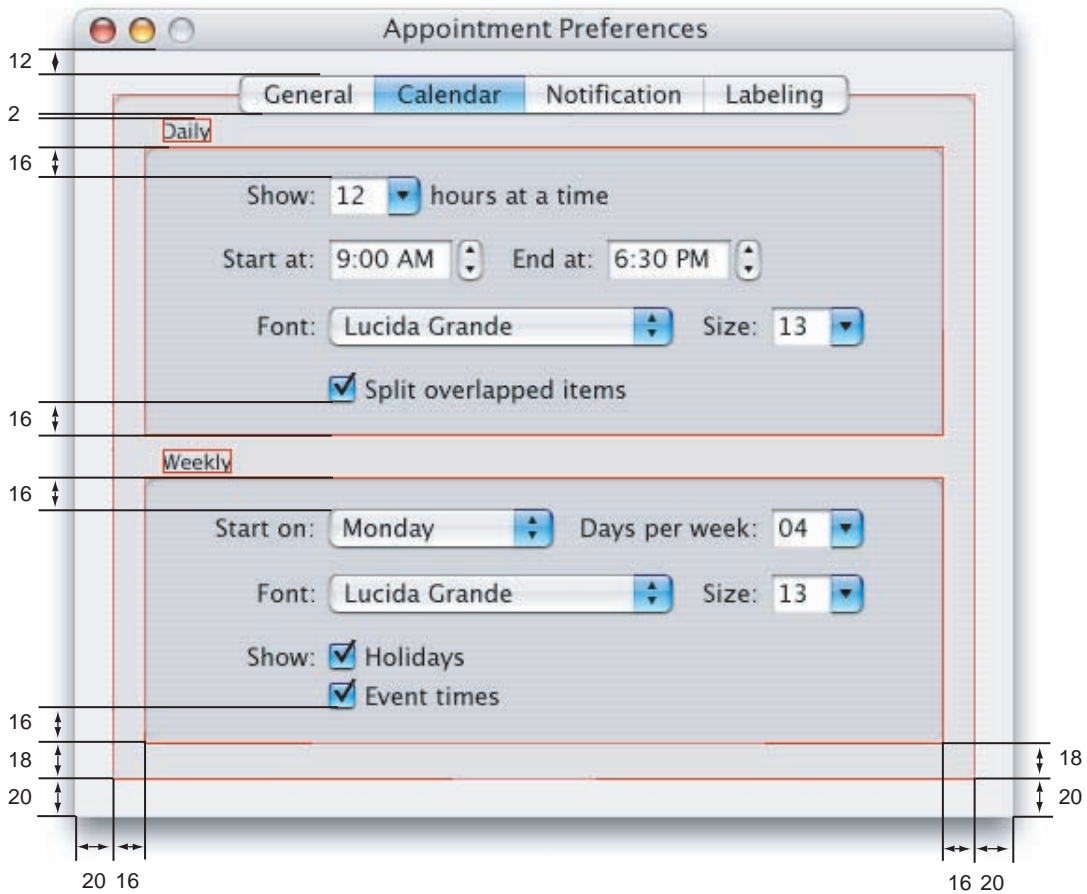 Appointment Preferences
12
General Calendar Notification Labeling
2
Daily
16
Show: 12 hours at a time
Start at: 9:00 AM End at: 6:30 PM
Font: Lucida Grande Size: 13
Split overlapped items
16
Weekly
16
Start on: Monday Days per week: 04
Font: Lucida Grande Size: 13
Show: Holidays
Event times
16
18 18
20 20
20 16 16 20